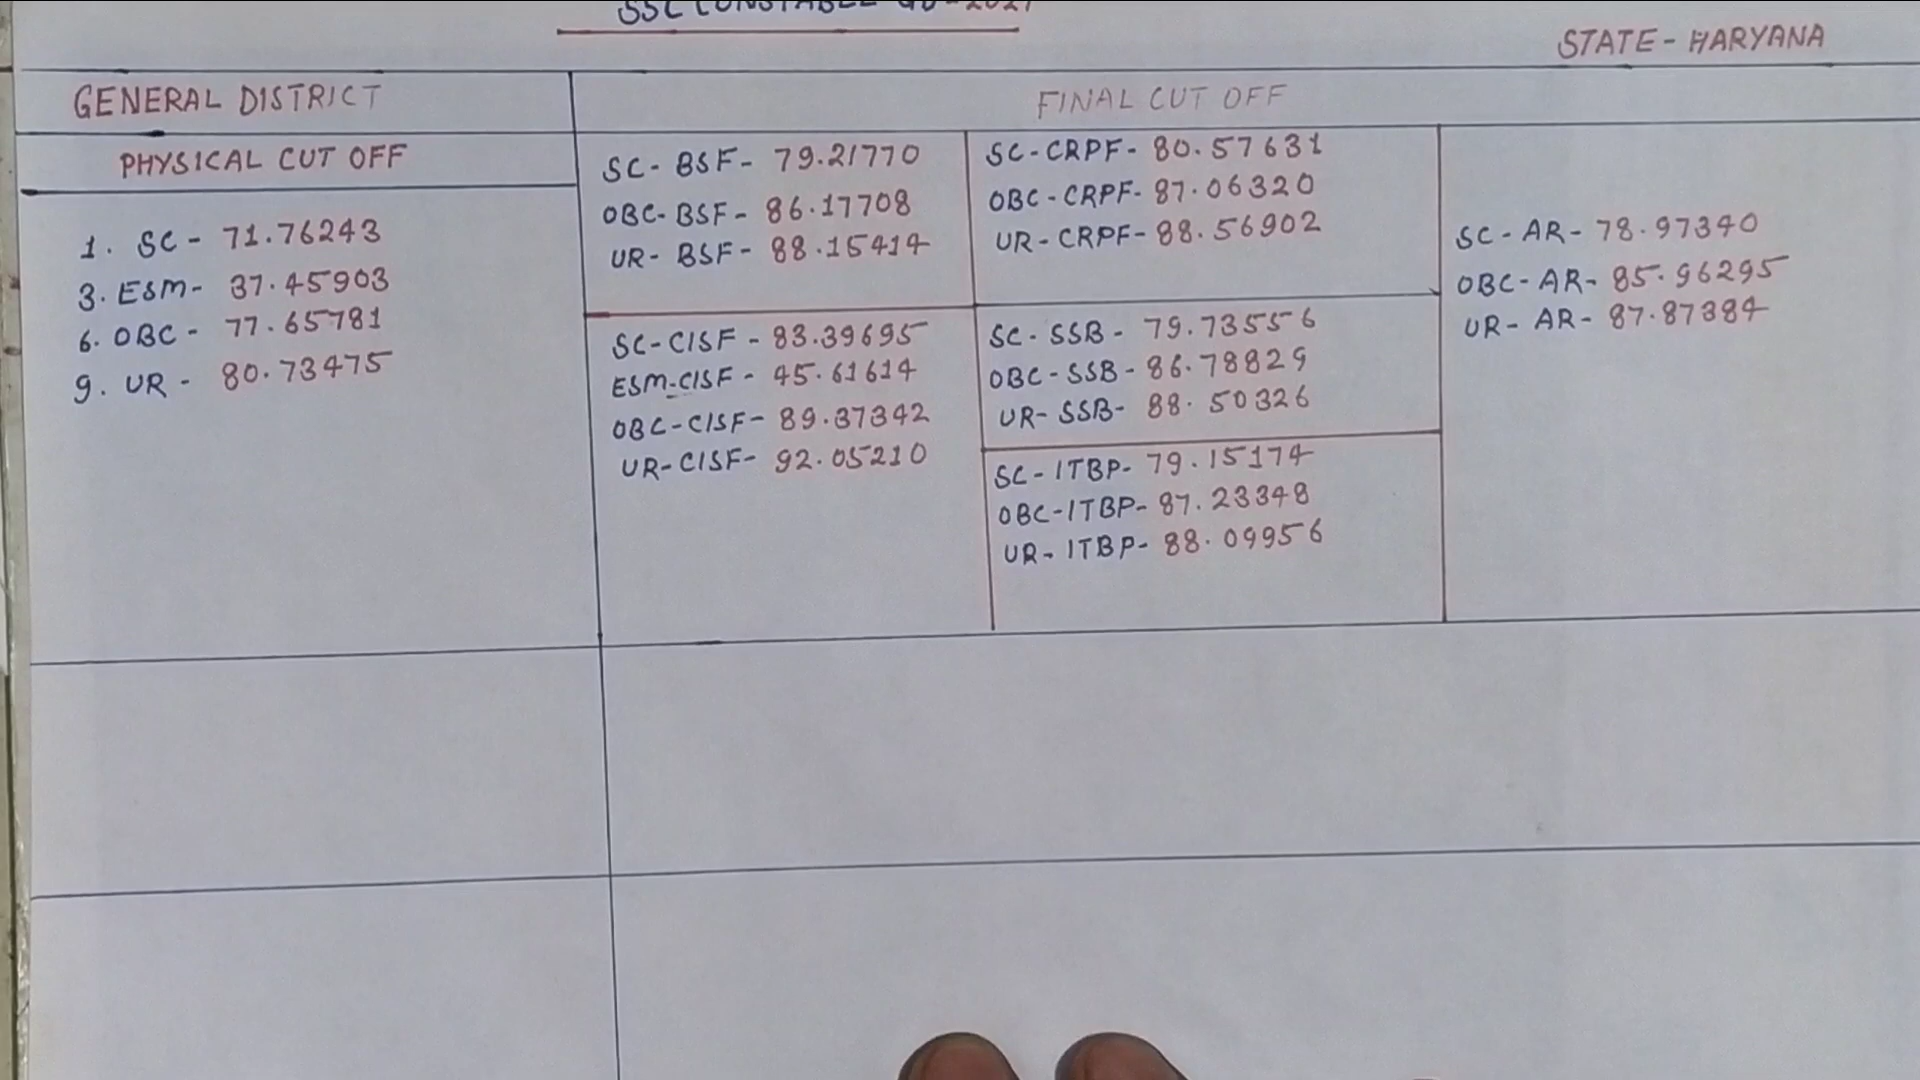 SSC CONSTABLE GD-2021
STATE - HARYANA
GENERAL DISTRICT
FINAL CUT OFF
PHYSICAL CUT OFF
1. SC - 71.76243
3. ESM - 37.45903
6. OBC - 77.65781
9. UR - 80.73475
SC - BSF - 79.21770
OBC - BSF - 86.17708
UR - BSF - 88.15414
SC - CISF - 83.39695
ESM - CISF - 45.61614
OBC - CISF - 89.37342
UR - CISF - 92.05210
SC - CRPF - 80.57631
OBC - CRPF - 87.06320
UR - CRPF - 88.56902
SC - SSB - 79.73556
OBC - SSB - 86.78829
UR - SSB - 88.50326
SC - ITBP - 79.15174
OBC - ITBP - 87.23348
UR - ITBP - 88.09956
SC - AR - 78.97340
OBC - AR - 85.96295
UR - AR - 87.87384